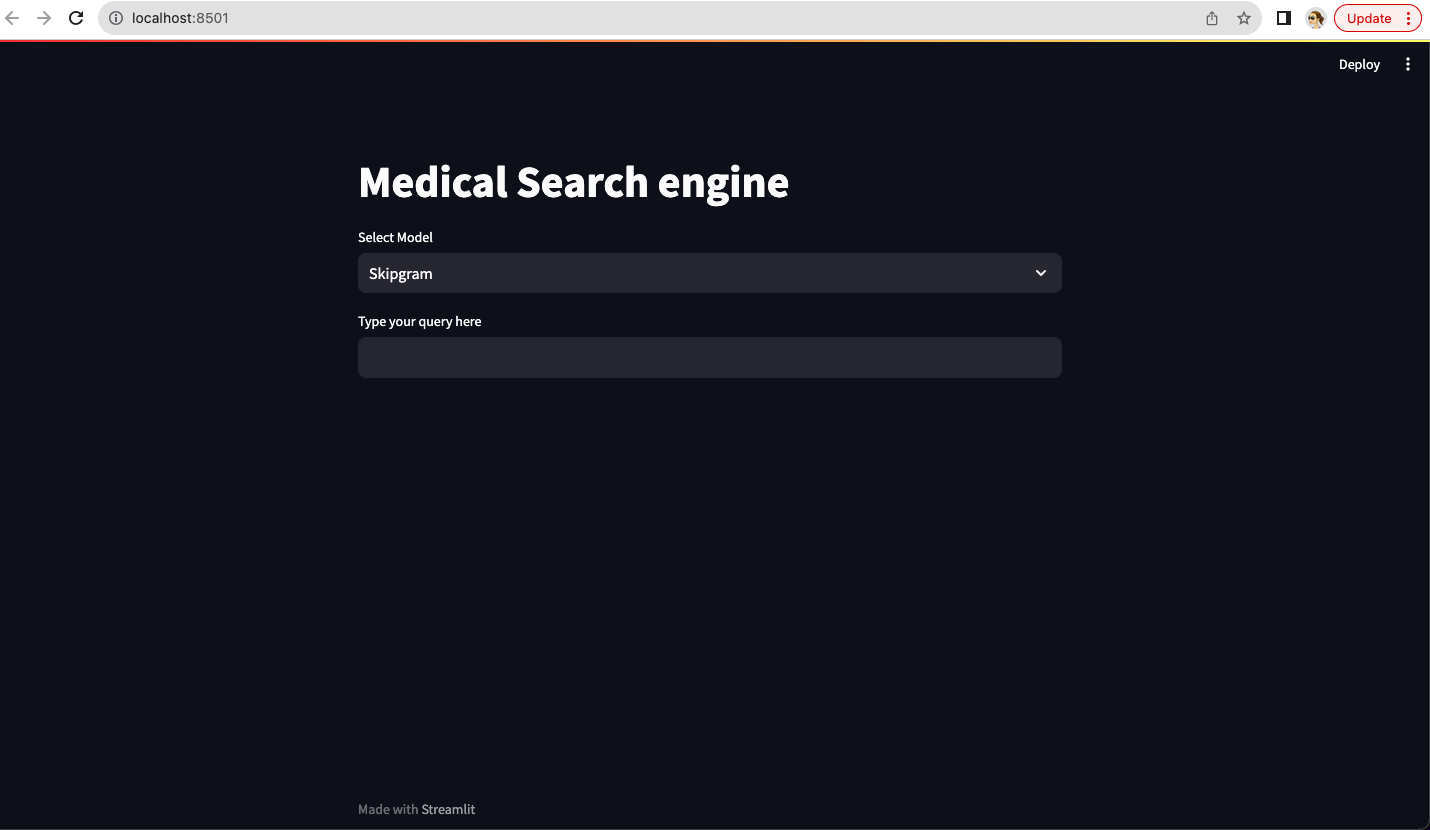 localhost:8501
Update
Deploy
Medical Search engine
Select Model
Skipgram
Type your query here
Made with Streamlit